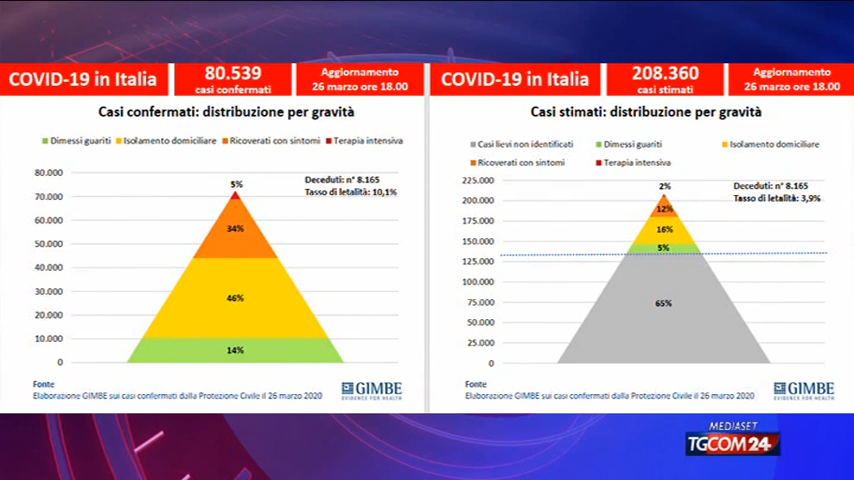 COVID-19 in Italia
80.539
casi confermati
Aggiornamento
26 marzo ore 18.00
Casi confermati: distribuzione per gravità
Dimessi guariti
Isolamento domiciliare
Ricoverati con sintomi
Terapia intensiva
Deceduti: n° 8.165
Tasso di letalità: 10,1%
80.000
70.000
60.000
50.000
40.000
30.000
20.000
10.000
0
5%
34%
46%
14%
Fonte
Elaborazione GIMBE sui casi confermati dalla Protezione Civile il 26 marzo 2020
GIMBE
EVIDENCE FOR HEALTH
COVID-19 in Italia
208.360
casi stimati
Aggiornamento
26 marzo ore 18.00
Casi stimati: distribuzione per gravità
Casi lievi non identificati
Dimessi guariti
Isolamento domiciliare
Ricoverati con sintomi
Terapia intensiva
Deceduti: n° 8.165
Tasso di letalità: 3,9%
225.000
200.000
175.000
150.000
125.000
100.000
75.000
50.000
25.000
0
2%
12%
16%
5%
65%
Fonte
Elaborazione GIMBE sui casi confermati dalla Protezione Civile il 26 marzo 2020
GIMBE
EVIDENCE FOR HEALTH
MEDIASET
TGCOM24